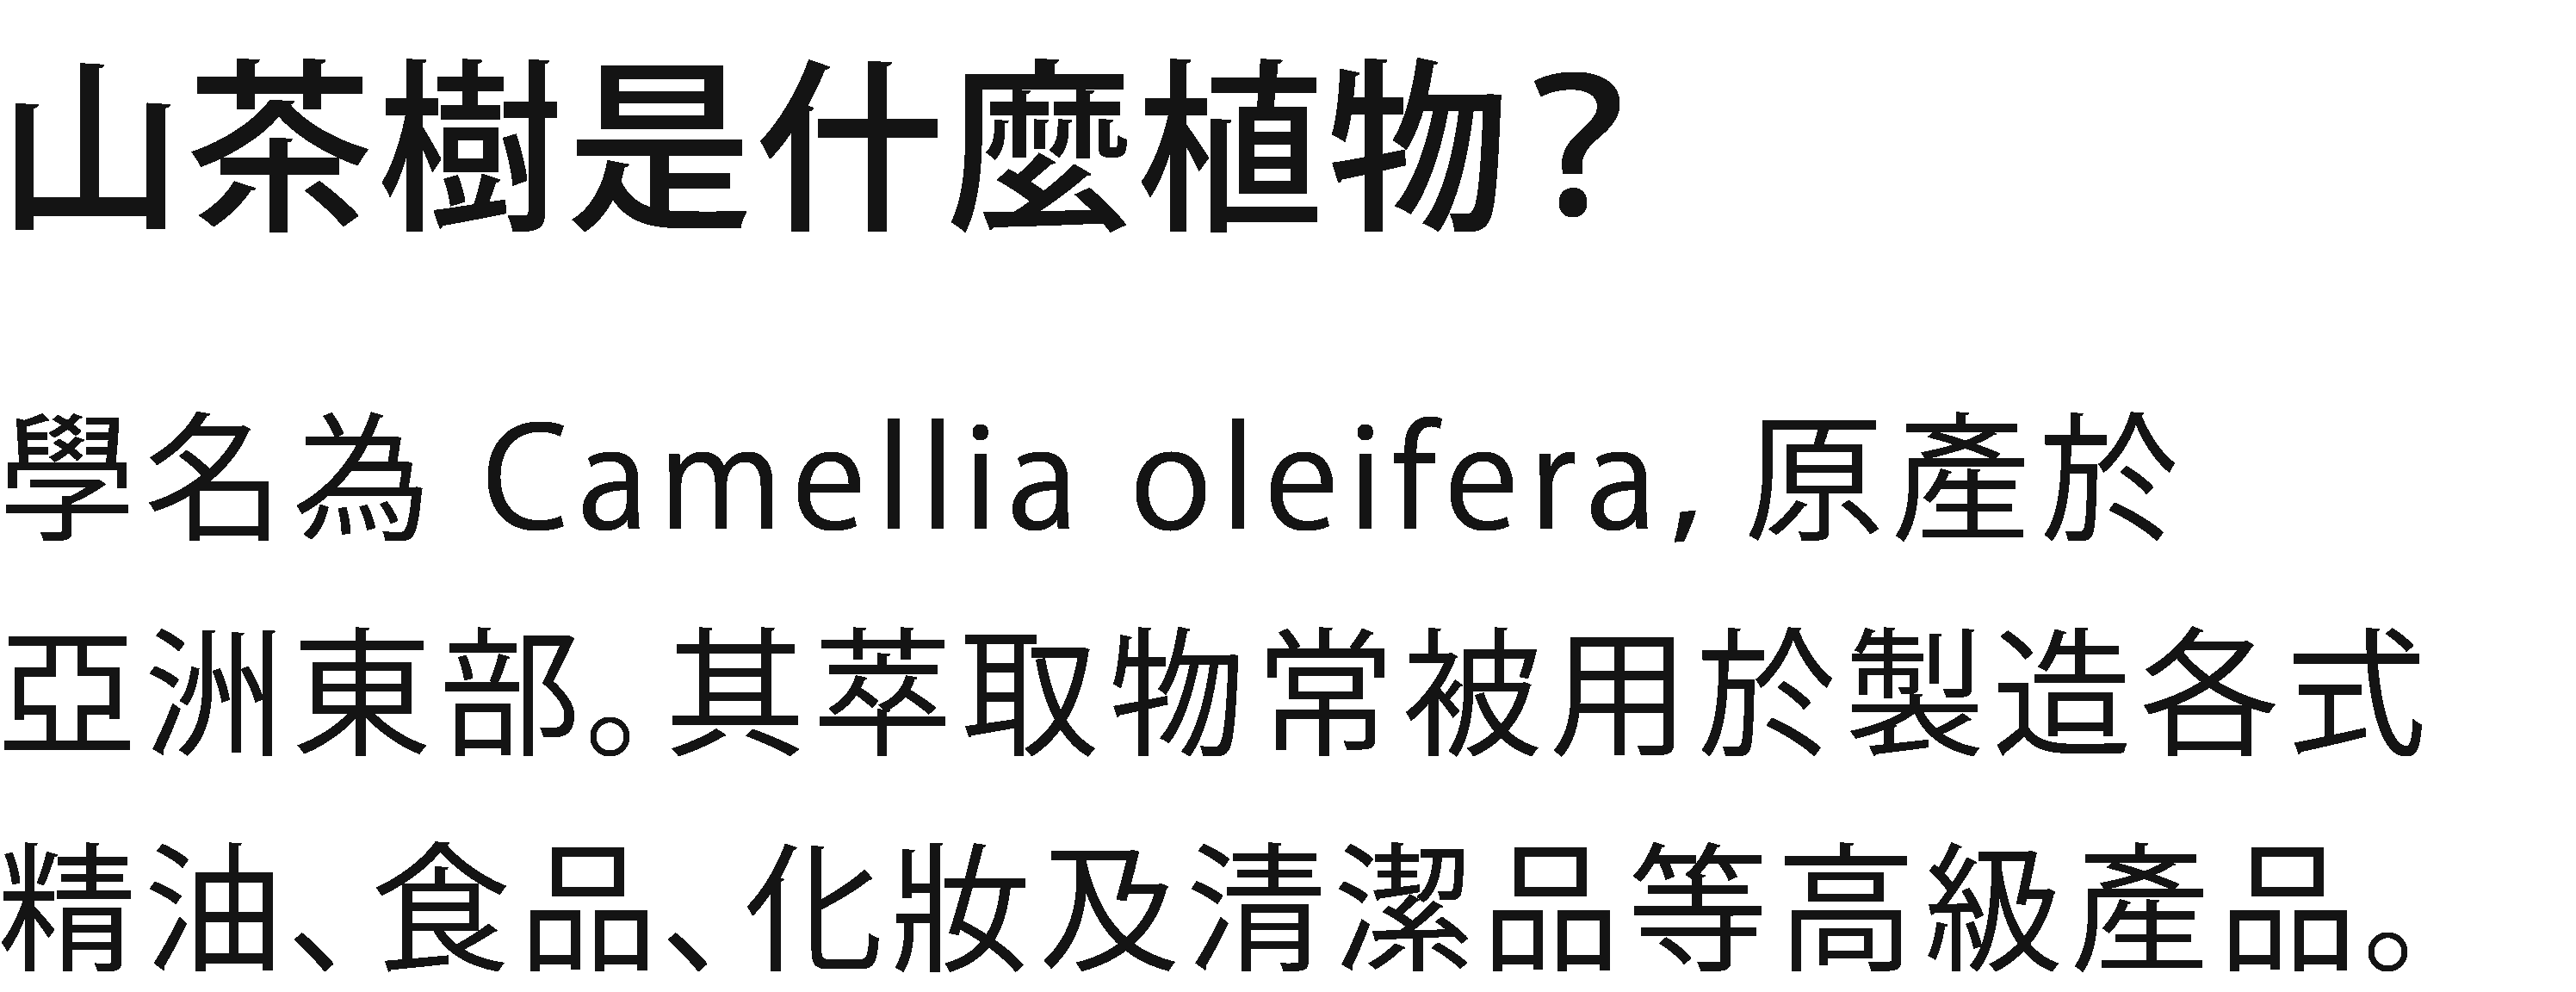 山茶樹是什麼植物？
學名為 Camellia oleifera, 原產於
亞洲東部。其萃取物常被用於製造各式
精油、食品、化妝及清潔品等高級產品。